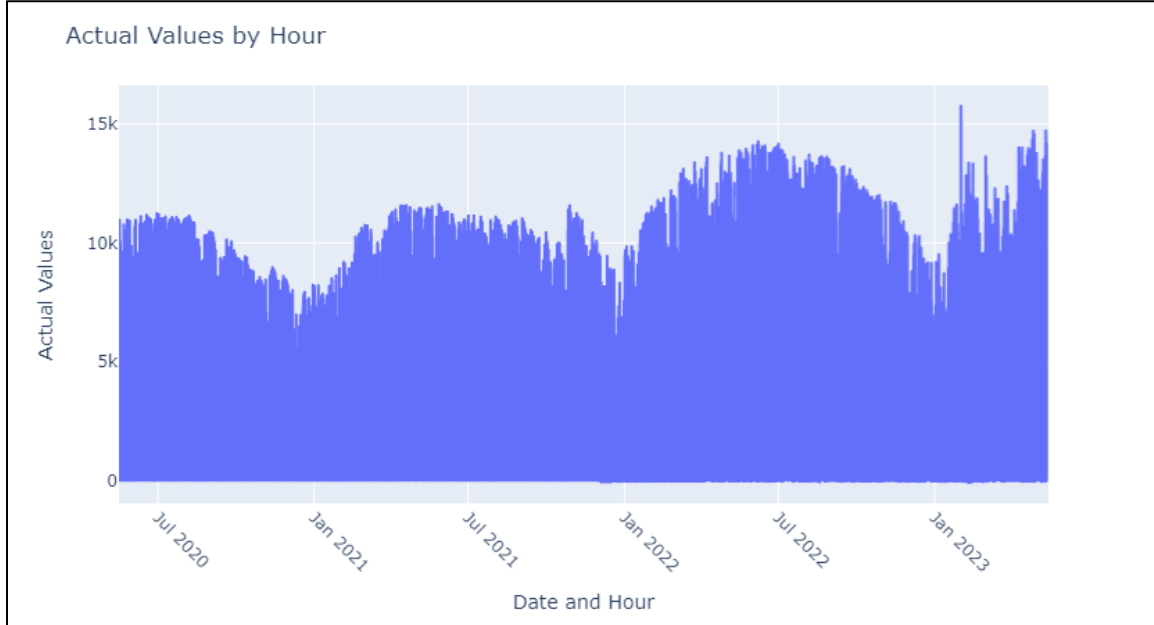 Actual Values by Hour
15k
10k
5k
0
Actual Values
Jul 2020
Jan 2021
Jul 2021
Jan 2022
Jul 2022
Jan 2023
Date and Hour